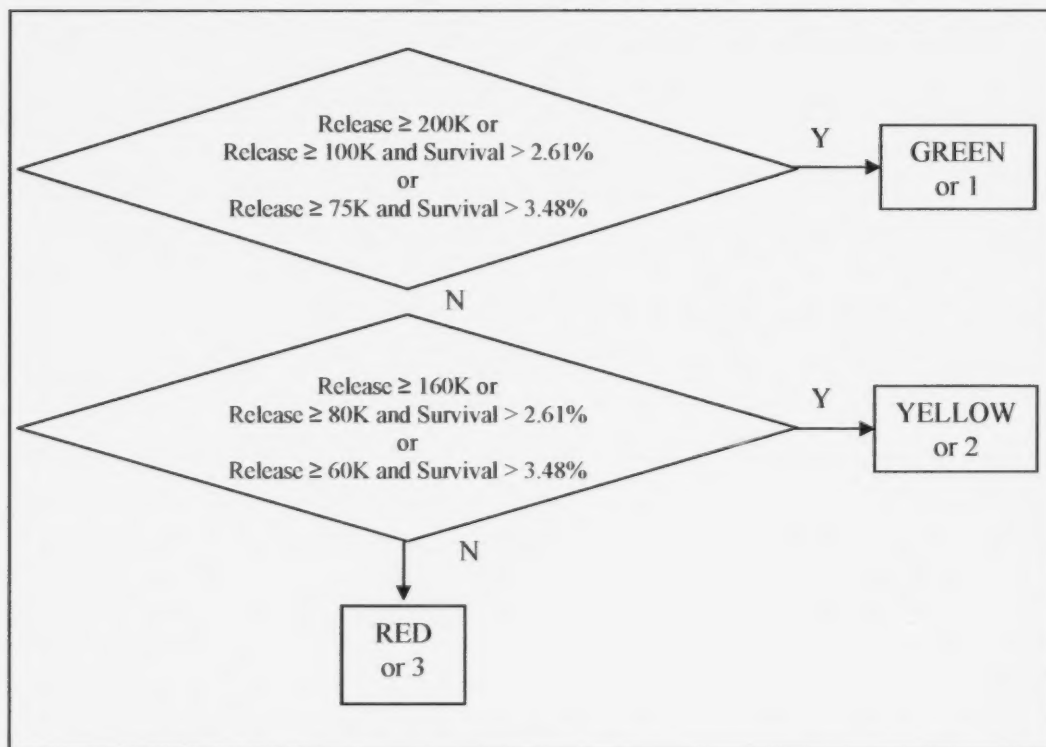 Release ≥ 200K or
Release ≥ 100K and Survival > 2.61%
or
Release ≥ 75K and Survival > 3.48%
Y
GREEN
or 1
N
Release ≥ 160K or
Release ≥ 80K and Survival > 2.61%
or
Release ≥ 60K and Survival > 3.48%
Y
YELLOW
or 2
N
RED
or 3